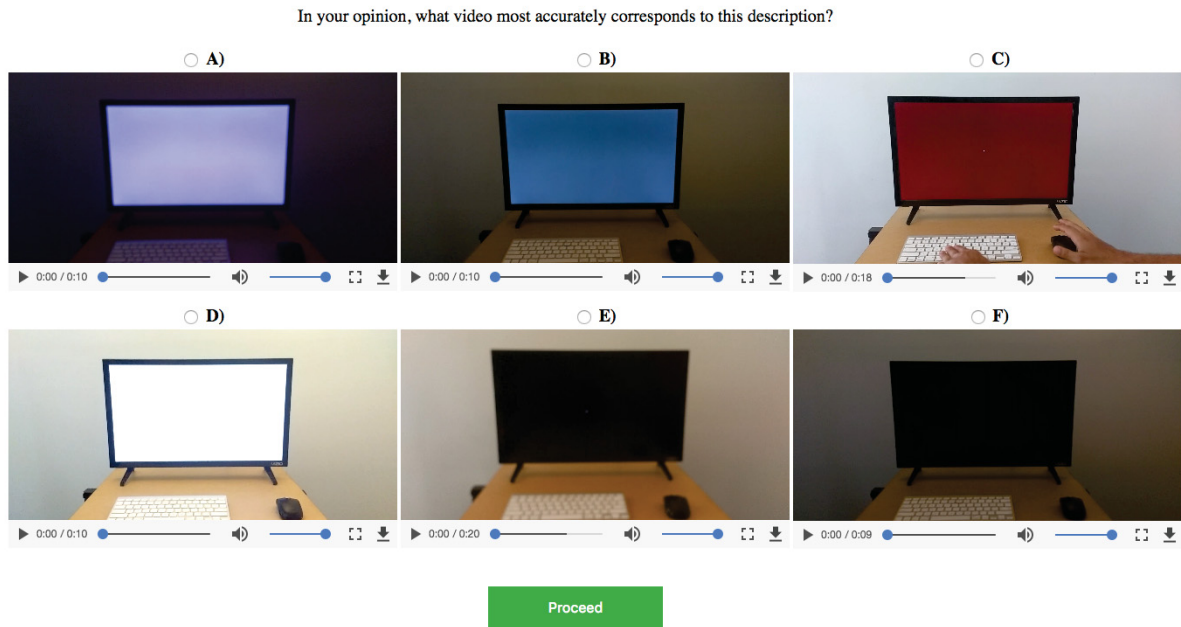 In your opinion, what video most accurately corresponds to this description?
A)
B)
C)
0:00 / 0:10
0:00 / 0:10
0:00 / 0:18
D)
E)
F)
0:00 / 0:10
0:00 / 0:20
0:00 / 0:09
Proceed